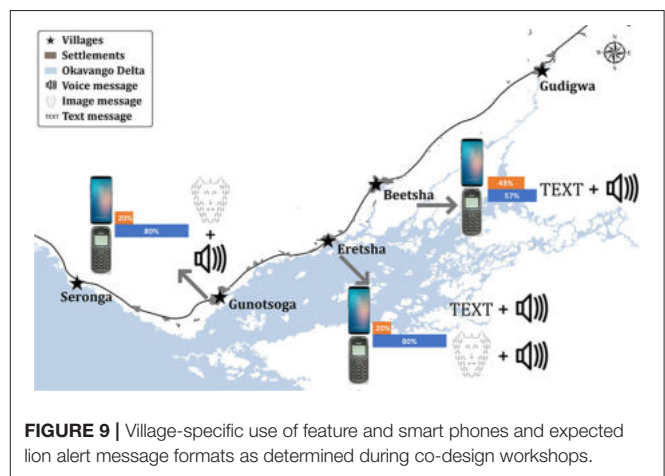 Villages
Settlements
Okavango Delta
Voice message
Image message
TEXT Text message
N
W E
S
Gudigwa
Beetsha
43%
57%
TEXT +
20%
80%
+
Eretsha
Seronga
Gunotsoga
TEXT +
20%
80%
+
FIGURE 9 | Village-specific use of feature and smart phones and expected
lion alert message formats as determined during co-design workshops.